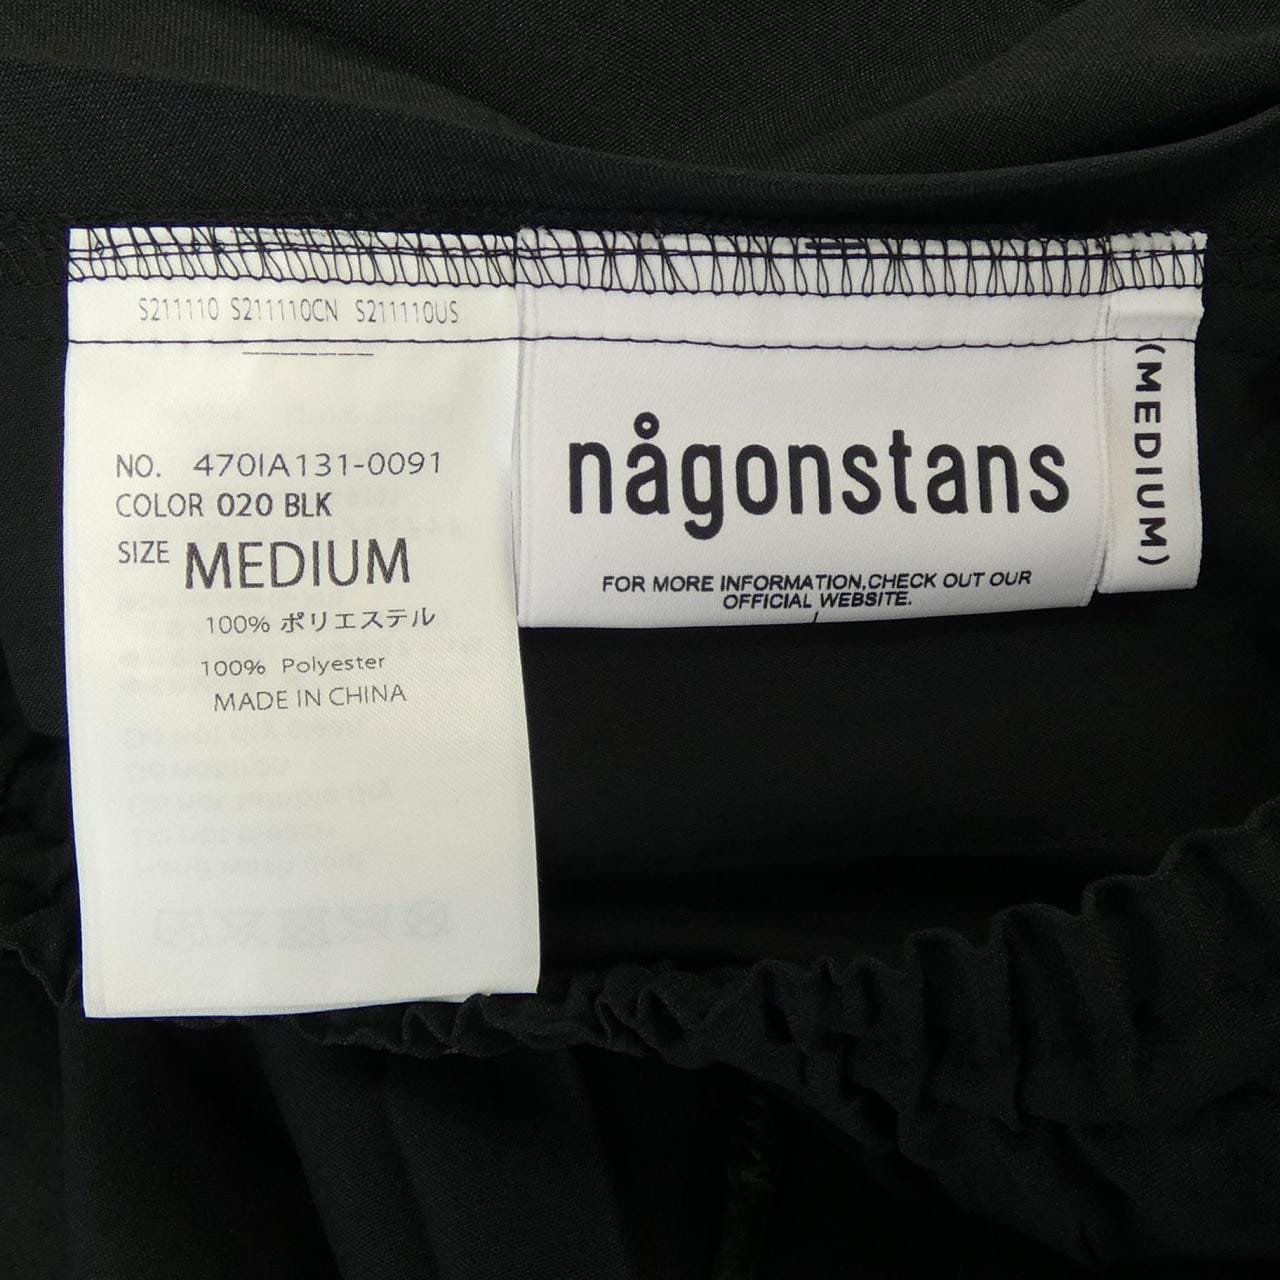 S211110 S211110CN S211110US
NO. 470IA131-0091
COLOR 020 BLK
SIZE MEDIUM
100% ポリエステル
100% Polyester
MADE IN CHINA
någonstans
FOR MORE INFORMATION,CHECK OUT OUR
OFFICIAL WEBSITE.
(MEDIUM)